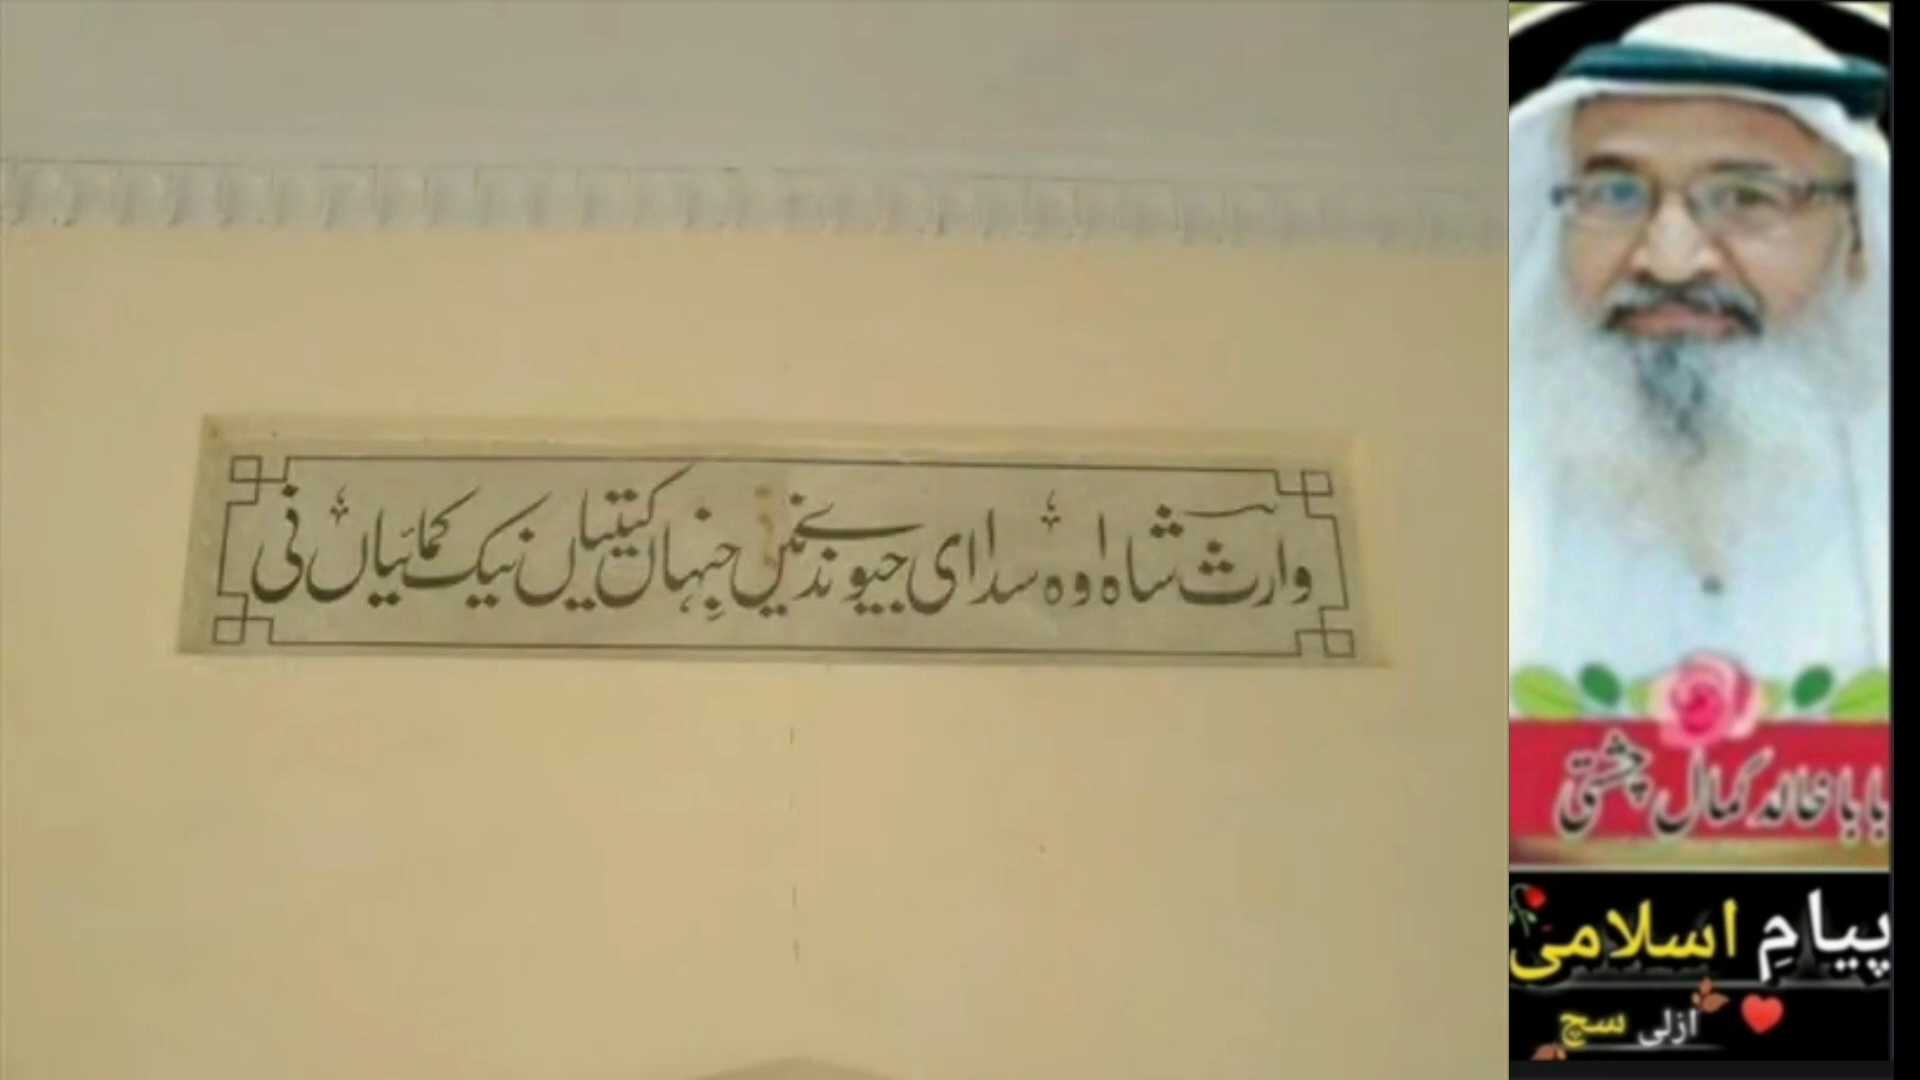 وارث شاہ اوہ سدا ای جیوندے نیں جنہاں کیتیاں نیک کمائیاں نی
بابا خالد کمال چشتی
پیامِ اسلامی
ازلی سچ